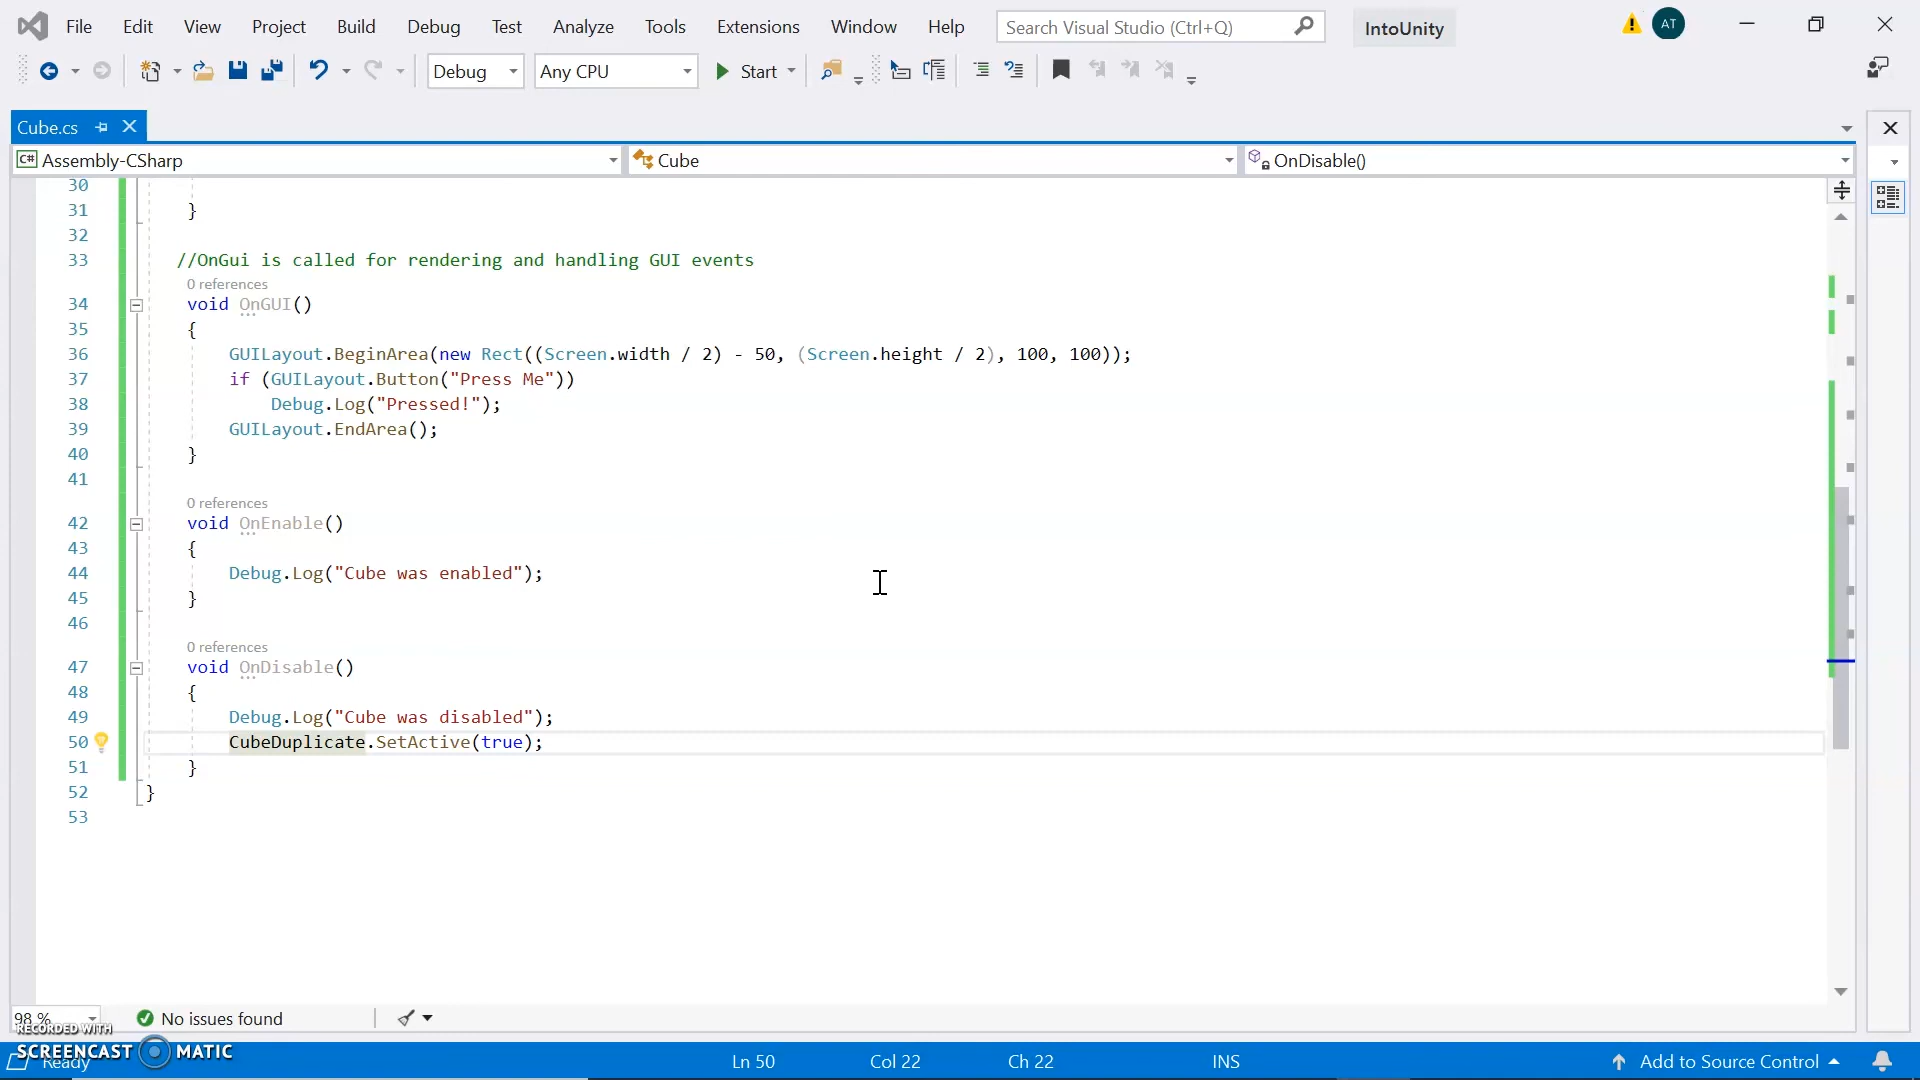 File Edit View Project Build Debug Test Analyze Tools Extensions Window Help Search Visual Studio (Ctrl+Q) IntoUnity AT
Debug Any CPU Start
Cube.cs
C# Assembly-CSharp Cube OnDisable()
30
31 }
32
33 //OnGui is called for rendering and handling GUI events
0 references
34 void OnGUI()
35 {
36 GUILayout.BeginArea(new Rect((Screen.width / 2) - 50, (Screen.height / 2), 100, 100));
37 if (GUILayout.Button("Press Me"))
38 Debug.Log("Pressed!");
39 GUILayout.EndArea();
40 }
41
0 references
42 void OnEnable()
43 {
44 Debug.Log("Cube was enabled");
45 }
46
0 references
47 void OnDisable()
48 {
49 Debug.Log("Cube was disabled");
50 CubeDuplicate.SetActive(true);
51 }
52 }
53
98 % No issues found
RECORDED WITH
SCREENCAST MATIC
Ready Ln 50 Col 22 Ch 22 INS Add to Source Control